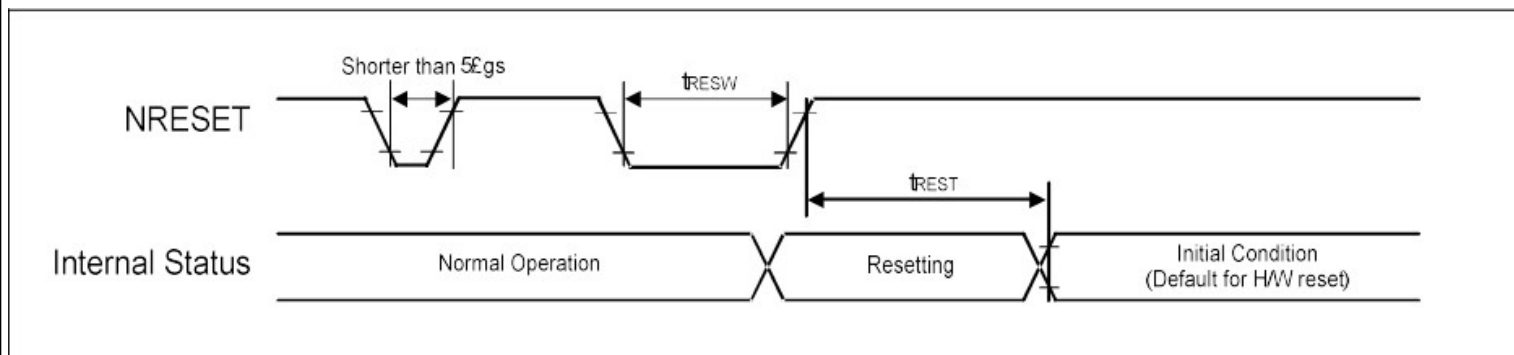 Shorter than 5£gs
tRESW
NRESET
tREST
Internal Status
Normal Operation
Resetting
Initial Condition
(Default for H/W reset)